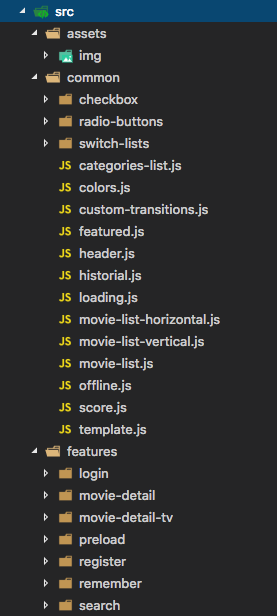 src
assets
img
common
checkbox
radio-buttons
switch-lists
JS categories-list.js
JS colors.js
JS custom-transitions.js
JS featured.js
JS header.js
JS historial.js
JS loading.js
JS movie-list-horizontal.js
JS movie-list-vertical.js
JS movie-list.js
JS offline.js
JS score.js
JS template.js
features
login
movie-detail
movie-detail-tv
preload
register
remember
search